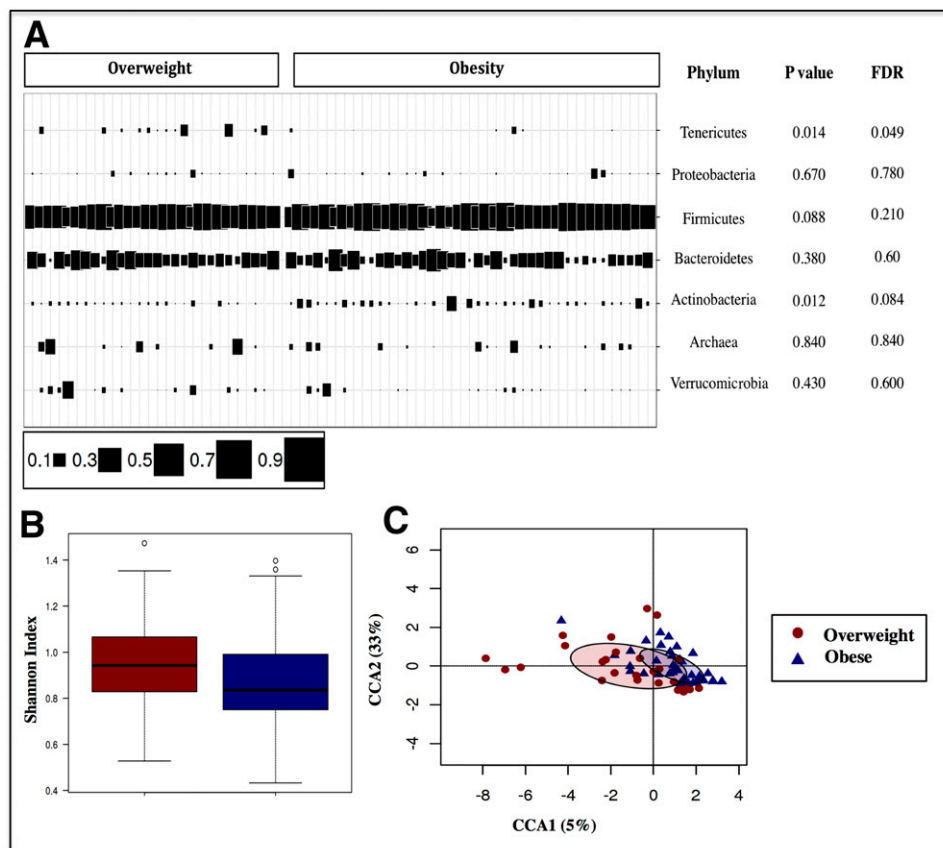 A
Overweight Obesity Phylum P value FDR
Tenericutes 0.014 0.049
Proteobacteria 0.670 0.780
Firmicutes 0.088 0.210
Bacteroidetes 0.380 0.60
Actinobacteria 0.012 0.084
Archaea 0.840 0.840
Verrucomicrobia 0.430 0.600
0.1 0.3 0.5 0.7 0.9
B
Shannon Index
1.4
1.2
1.0
0.8
0.6
0.4
C
CCA2 (33%)
6
4
2
0
-2
-4
-8 -6 -4 -2 0 2 4
CCA1 (5%)
Overweight
Obese